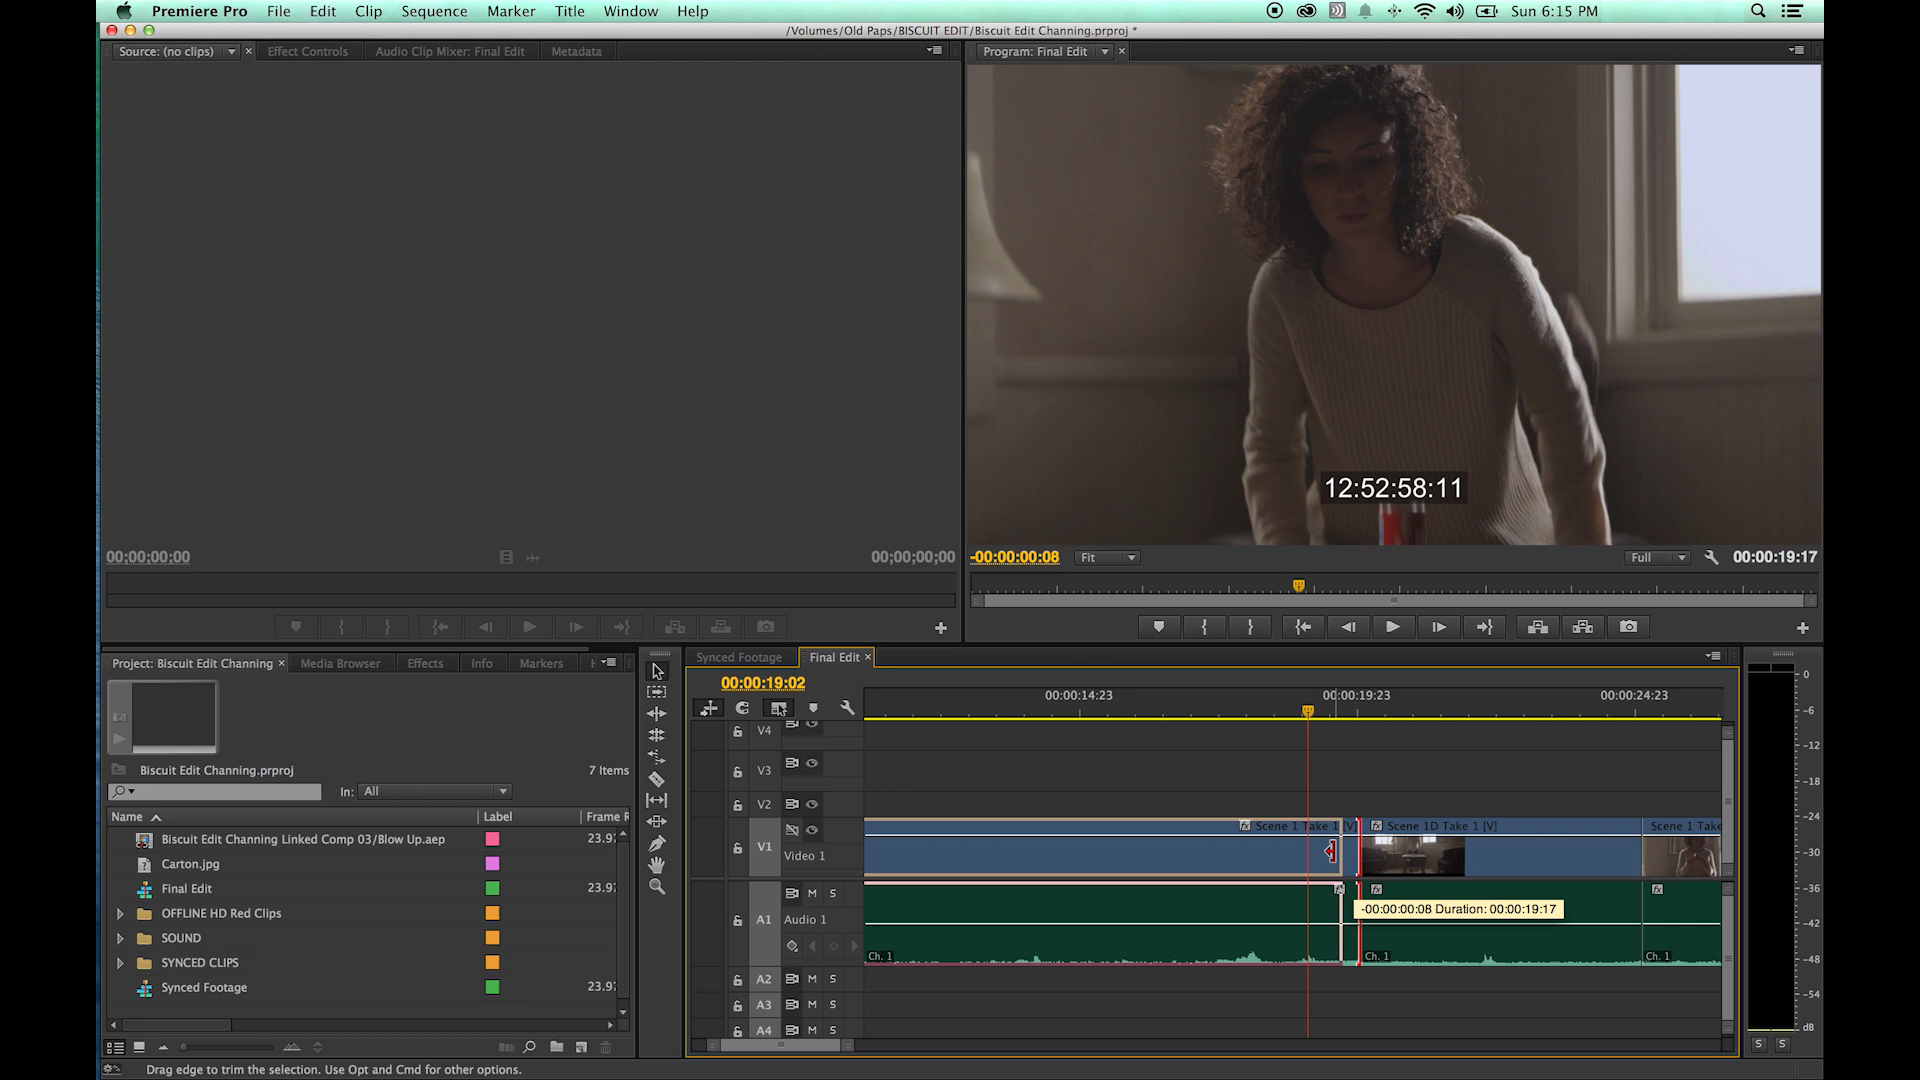 Premiere Pro File Edit Clip Sequence Marker Title Window Help Sun 6:15 PM
/Volumes/Old Paps/BISCUIT EDIT/Biscuit Edit Channing.prproj *
Source: (no clips) Effect Controls Audio Clip Mixer: Final Edit Metadata
Program: Final Edit
12:52:58:11
00;00;00;00 00;00;00;00
-00:00:00:08 Fit Full 00:00:19:17
Project: Biscuit Edit Channing Media Browser Effects Info Markers H
Biscuit Edit Channing.prproj 7 Items
In: All
Name Label Frame R
Biscuit Edit Channing Linked Comp 03/Blow Up.aep 23.97
Carton.jpg
Final Edit 23.97
OFFLINE HD Red Clips
SOUND
SYNCED CLIPS
Synced Footage 23.97
Synced Footage Final Edit
00:00:19:02
00:00:14:23 00:00:19:23 00:00:24:23
V4
V3
V2
V1 Video 1
fx Scene 1 Take 1 [V] fx Scene 1D Take 1 [V] Scene 1 Take
A1 M S
Audio 1
fx fx fx
-00:00:00:08 Duration: 00:00:19:17
Ch. 1 Ch. 1 Ch. 1
A2 M S
A3 M S
A4 M S
0
-6
-12
-18
-24
-30
-36
-42
-48
-54
dB
S S
Drag edge to trim the selection. Use Opt and Cmd for other options.